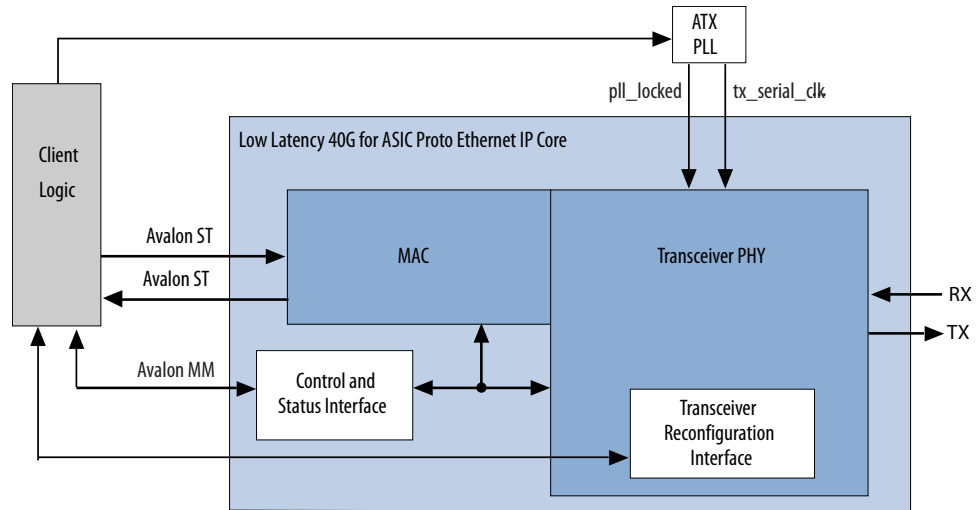 ATX
PLL
pll_locked
tx_serial_clk
Low Latency 40G for ASIC Proto Ethernet IP Core
Client
Logic
Avalon ST
MAC
Transceiver PHY
Avalon ST
RX
TX
Avalon MM
Control and
Status Interface
Transceiver
Reconfiguration
Interface